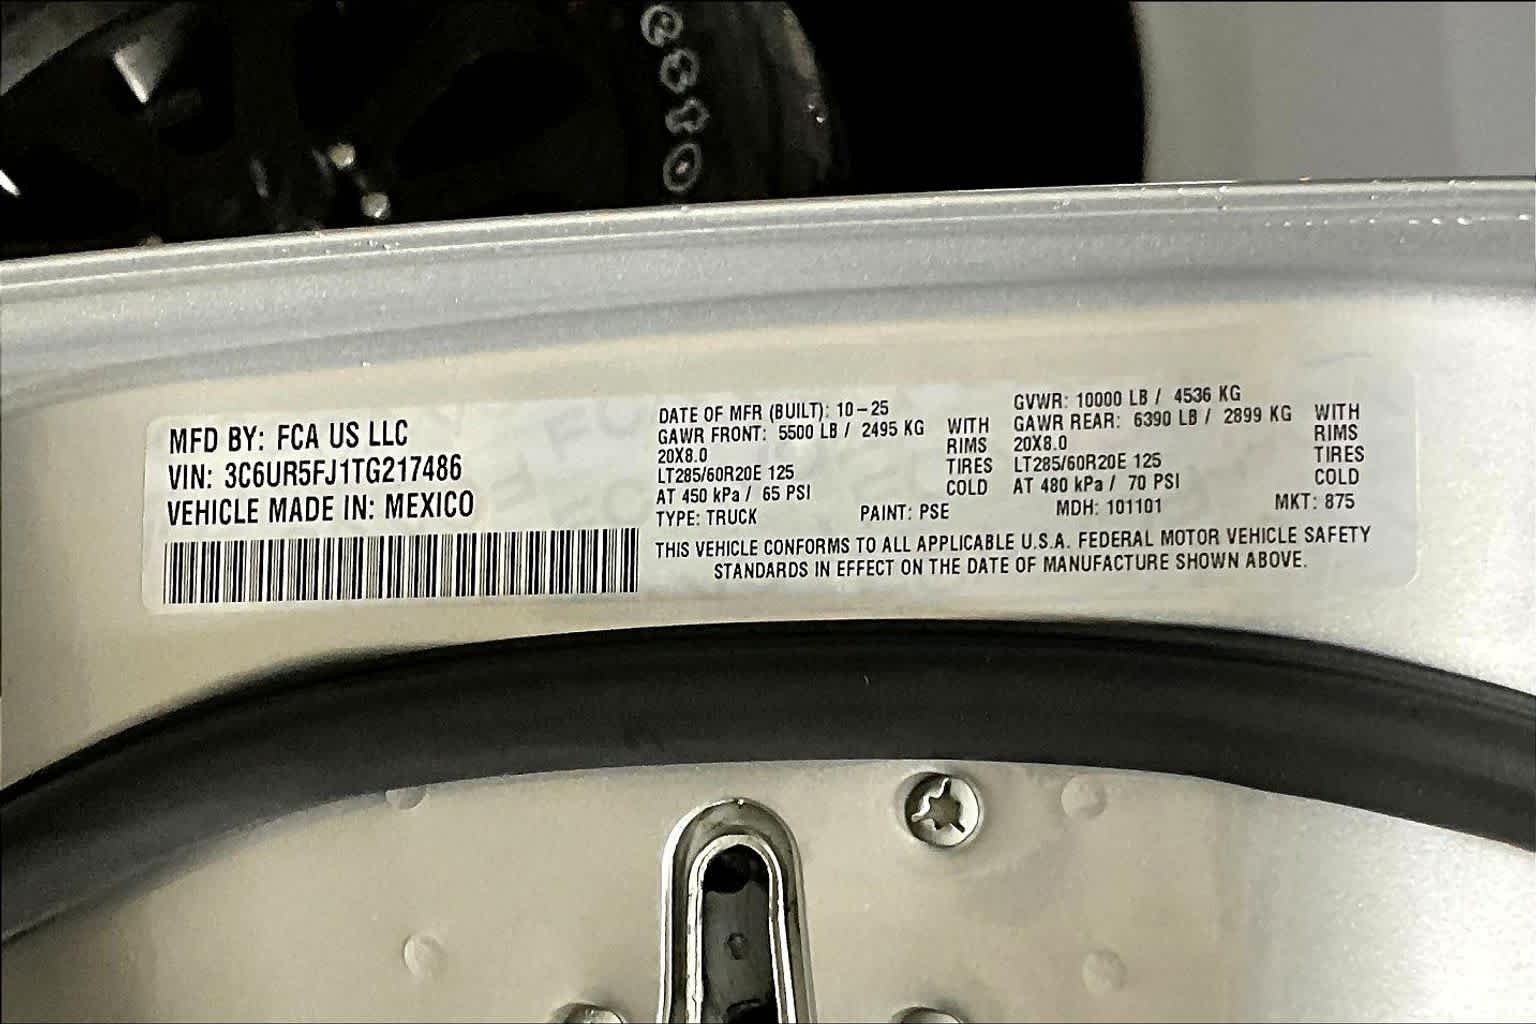 MFD BY: FCA US LLC
VIN: 3C6UR5FJ1TG217486
VEHICLE MADE IN: MEXICO
DATE OF MFR (BUILT): 10-25
GAWR FRONT: 5500 LB / 2495 KG WITH
20X8.0 RIMS
LT285/60R20E 125 TIRES
AT 450 kPa / 65 PSI COLD
GVWR: 10000 LB / 4536 KG
GAWR REAR: 6390 LB / 2899 KG WITH
20X8.0 RIMS
LT285/60R20E 125 TIRES
AT 480 kPa / 70 PSI COLD
TYPE: TRUCK PAINT: PSE MDH: 101101 MKT: 875
THIS VEHICLE CONFORMS TO ALL APPLICABLE U.S.A. FEDERAL MOTOR VEHICLE SAFETY
STANDARDS IN EFFECT ON THE DATE OF MANUFACTURE SHOWN ABOVE.